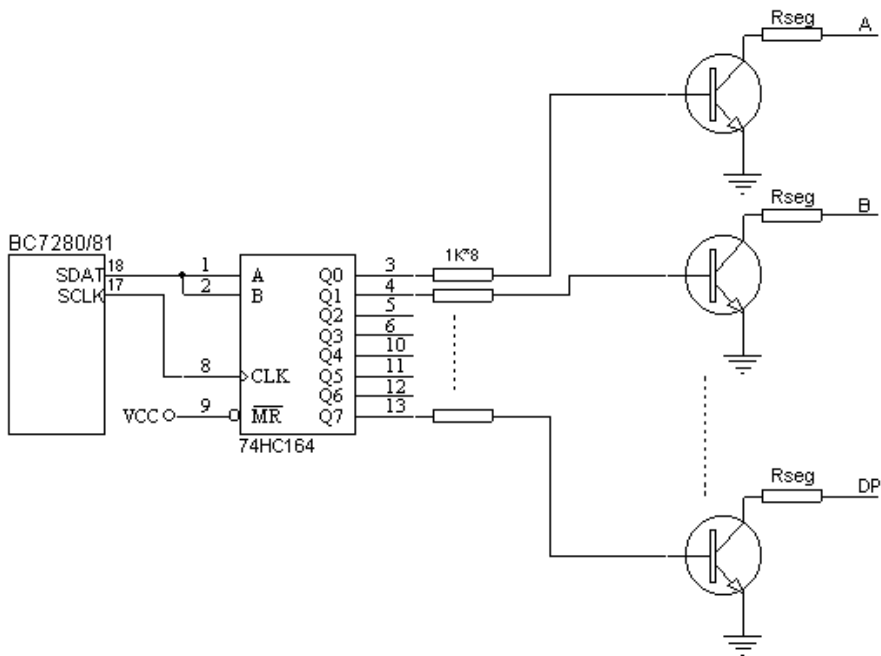 Rseg A
Rseg B
BC7280/81
SDAT 18 1 A Q0 3 1K*8
SCLK 17 2 B Q1 4
Q2 5
Q3 6
Q4 10
8 CLK Q5 11
Q6 12
VCC 9 MR Q7 13
74HC164
Rseg DP